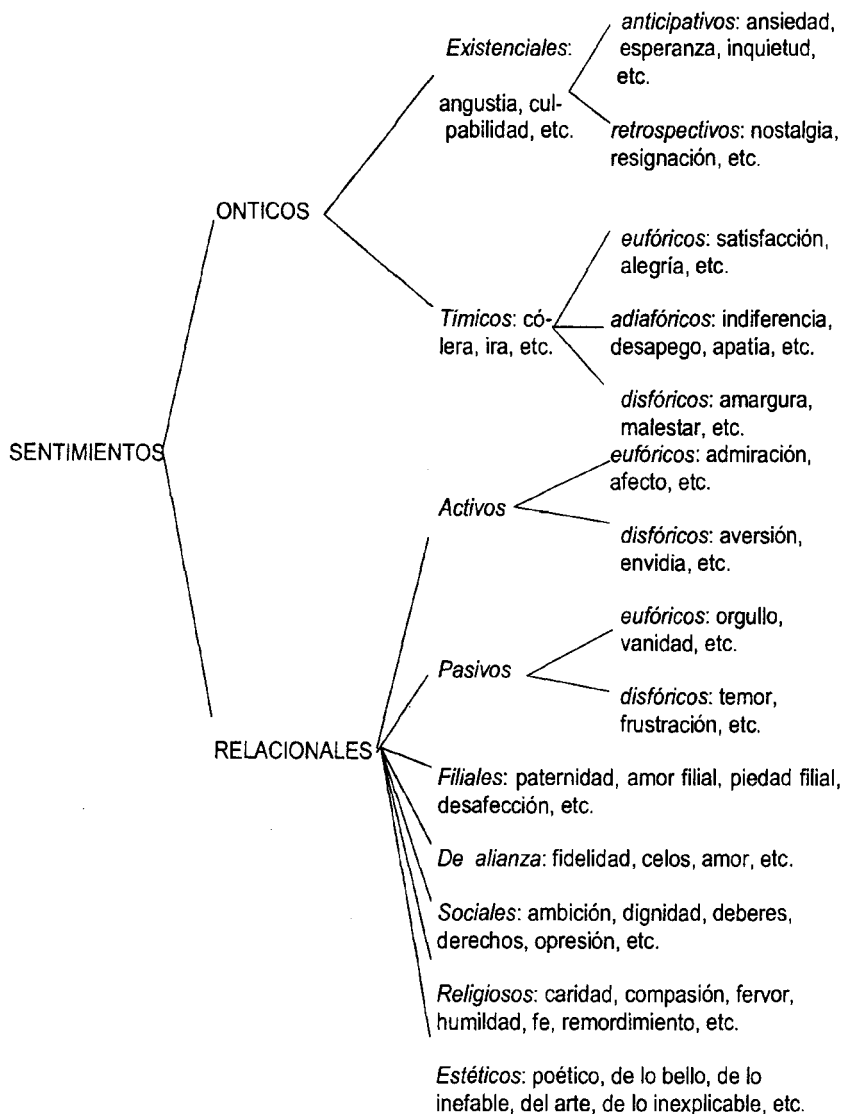 anticipativos: ansiedad,
esperanza, inquietud,
etc.
Existenciales:
angustia, cul-
pabilidad, etc.
retrospectivos: nostalgia,
resignación, etc.
ONTICOS
eufóricos: satisfacción,
alegría, etc.
Tímicos: có-
lera, ira, etc.
adiafóricos: indiferencia,
desapego, apatía, etc.
disfóricos: amargura,
malestar, etc.
SENTIMIENTOS
eufóricos: admiración,
afecto, etc.
Activos
disfóricos: aversión,
envidia, etc.
eufóricos: orgullo,
vanidad, etc.
Pasivos
disfóricos: temor,
frustración, etc.
RELACIONALES
Filiales: paternidad, amor filial, piedad filial,
desafección, etc.
De alianza: fidelidad, celos, amor, etc.
Sociales: ambición, dignidad, deberes,
derechos, opresión, etc.
Religiosos: caridad, compasión, fervor,
humildad, fe, remordimiento, etc.
Estéticos: poético, de lo bello, de lo
inefable, del arte, de lo inexplicable, etc.